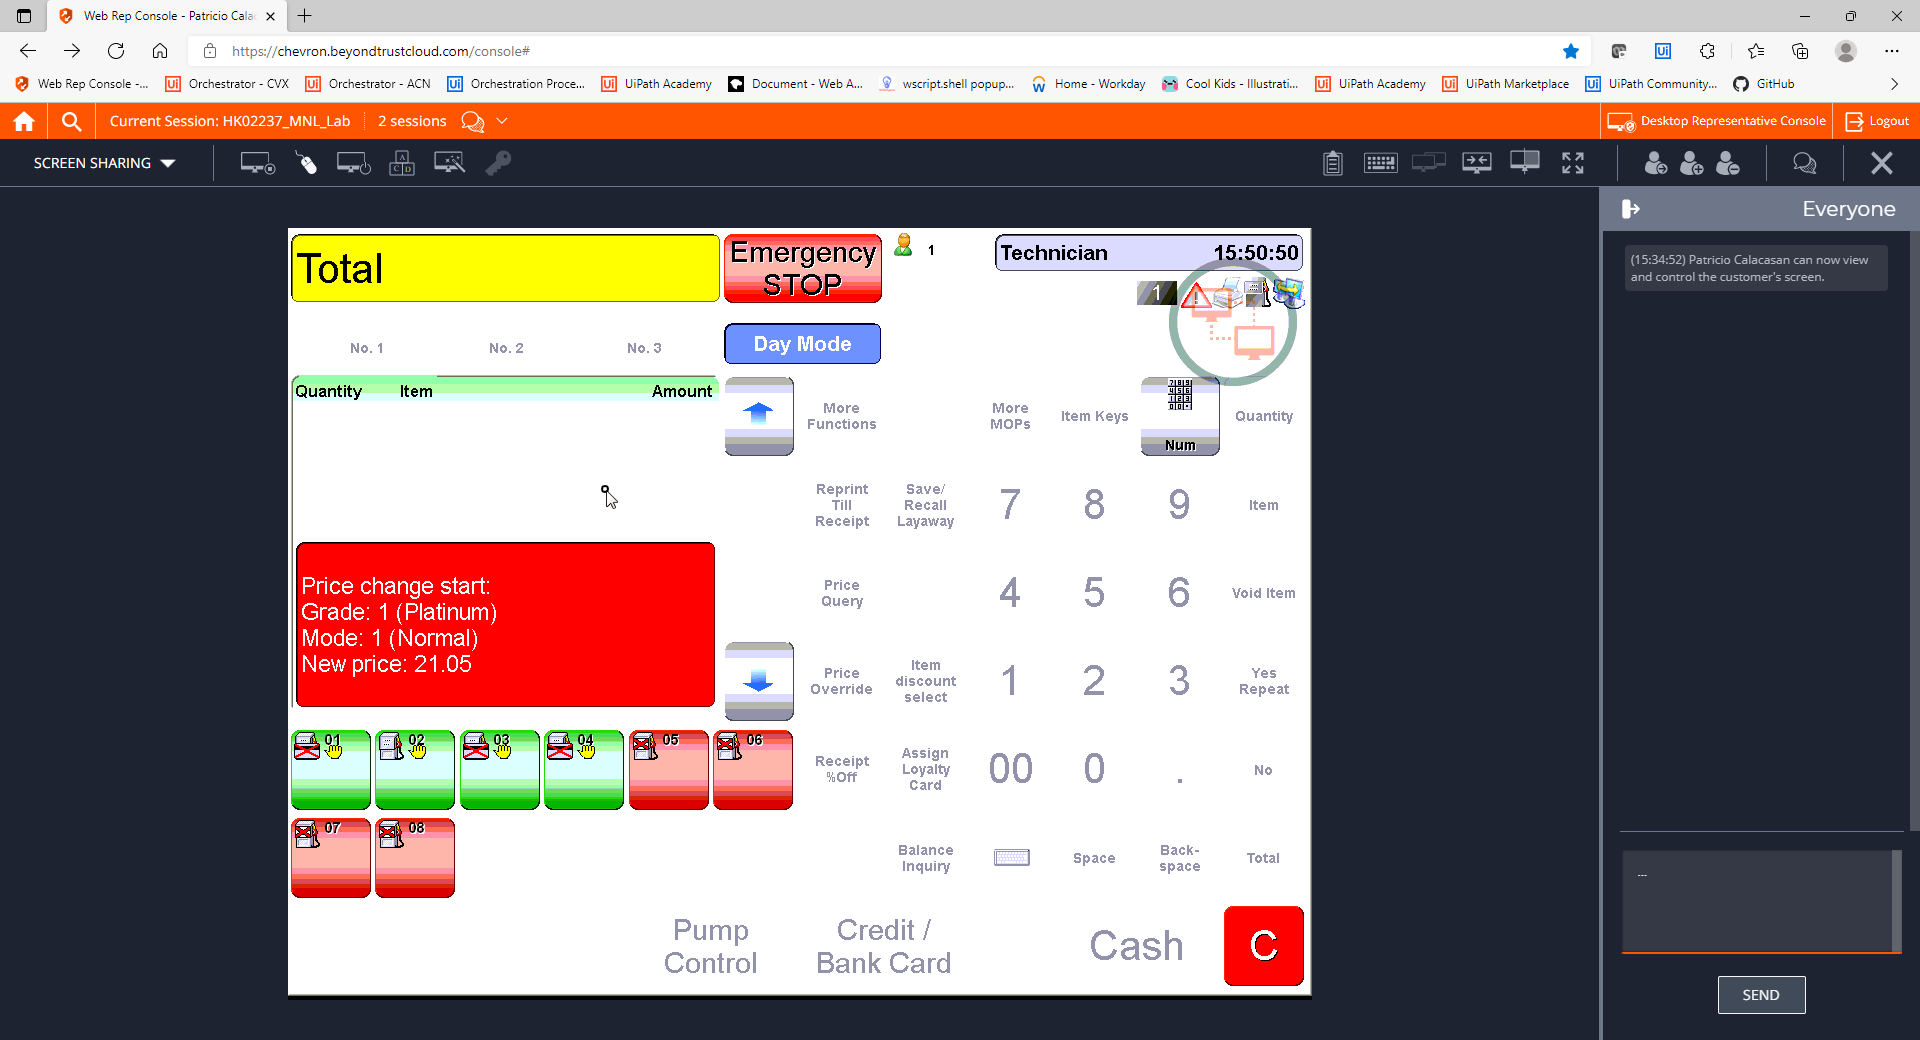 Web Rep Console - Patricio Cala
https://chevron.beyondtrustcloud.com/console#
Web Rep Console -...
Orchestrator - CVX
Orchestrator - ACN
Orchestration Proce...
UiPath Academy
Document - Web A...
wscript.shell popup...
Home - Workday
Cool Kids - Illustrati...
UiPath Academy
UiPath Marketplace
UiPath Community...
GitHub
Current Session: HK02237_MNL_Lab
2 sessions
Desktop Representative Console
Logout
SCREEN SHARING
Everyone
(15:34:52) Patricio Calacasan can now view
and control the customer's screen.
Total
Emergency
STOP
1
Technician 15:50:50
1
No. 1 No. 2 No. 3
Day Mode
Quantity Item Amount
More
Functions
More
MOPs
Item Keys
Num
Quantity
Reprint
Till
Receipt
Save/
Recall
Layaway
7 8 9
Item
Price change start:
Grade: 1 (Platinum)
Mode: 1 (Normal)
New price: 21.05
Price
Query
4 5 6
Void Item
Price
Override
Item
discount
select
1 2 3
Yes
Repeat
01 02 03 04 05 06
Receipt
%Off
Assign
Loyalty
Card
00 0 .
No
07 08
Balance
Inquiry
Space
Back-
space
Total
Pump
Control
Credit /
Bank Card
Cash
C
...
SEND